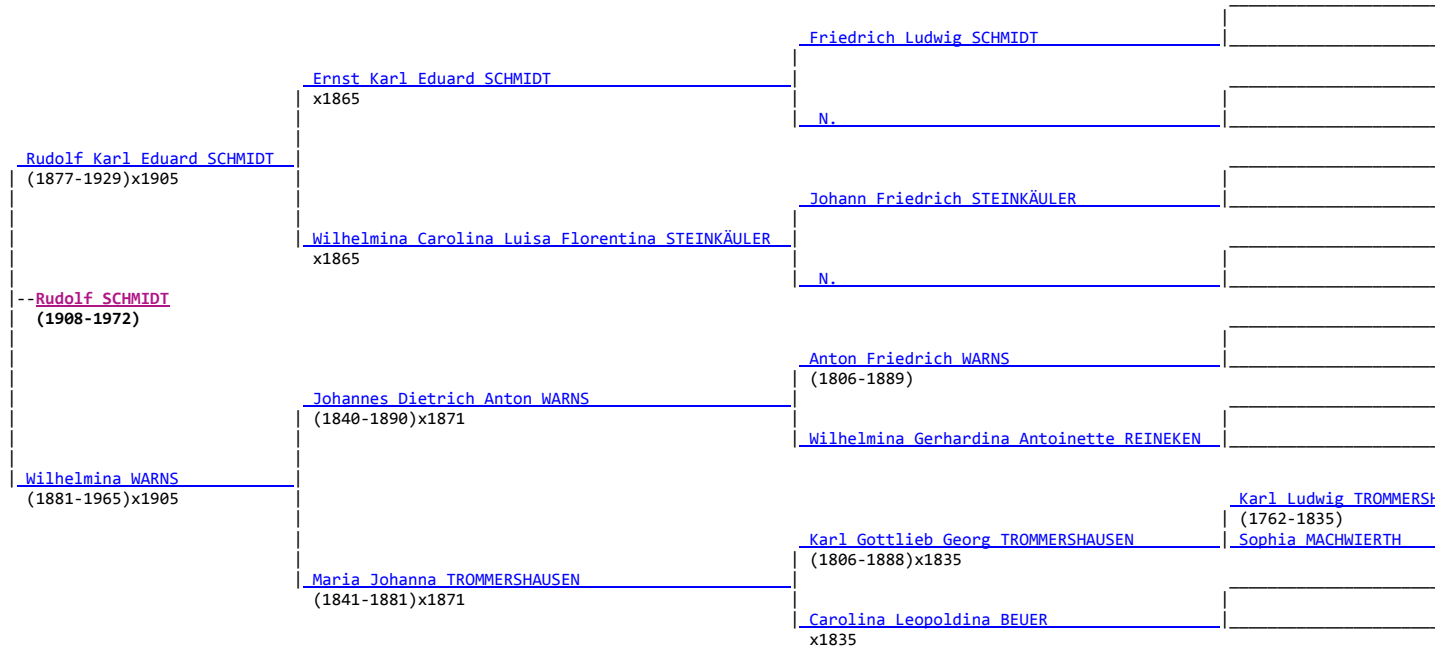 Friedrich Ludwig SCHMIDT
Ernst Karl Eduard SCHMIDT
x1865
N.
Rudolf Karl Eduard SCHMIDT
(1877-1929)x1905
Johann Friedrich STEINKÄULER
Wilhelmina Carolina Luisa Florentina STEINKÄULER
x1865
N.
--Rudolf SCHMIDT
(1908-1972)
Anton Friedrich WARNS
(1806-1889)
Johannes Dietrich Anton WARNS
(1840-1890)x1871
Wilhelmina Gerhardina Antoinette REINEKEN
Wilhelmina WARNS
(1881-1965)x1905
Karl Ludwig TROMMERSH
(1762-1835)
Karl Gottlieb Georg TROMMERSHAUSEN
Sophia MACHWIERTH
(1806-1888)x1835
Maria Johanna TROMMERSHAUSEN
(1841-1881)x1871
Carolina Leopoldina BEUER
x1835